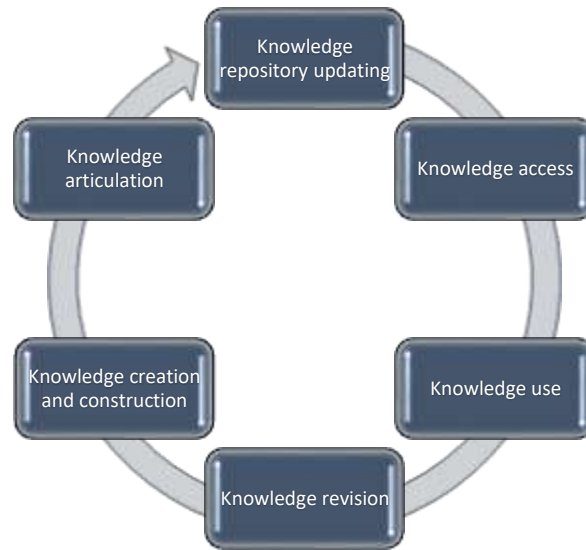 Knowledge
repository updating
Knowledge access
Knowledge use
Knowledge revision
Knowledge creation
and construction
Knowledge
articulation